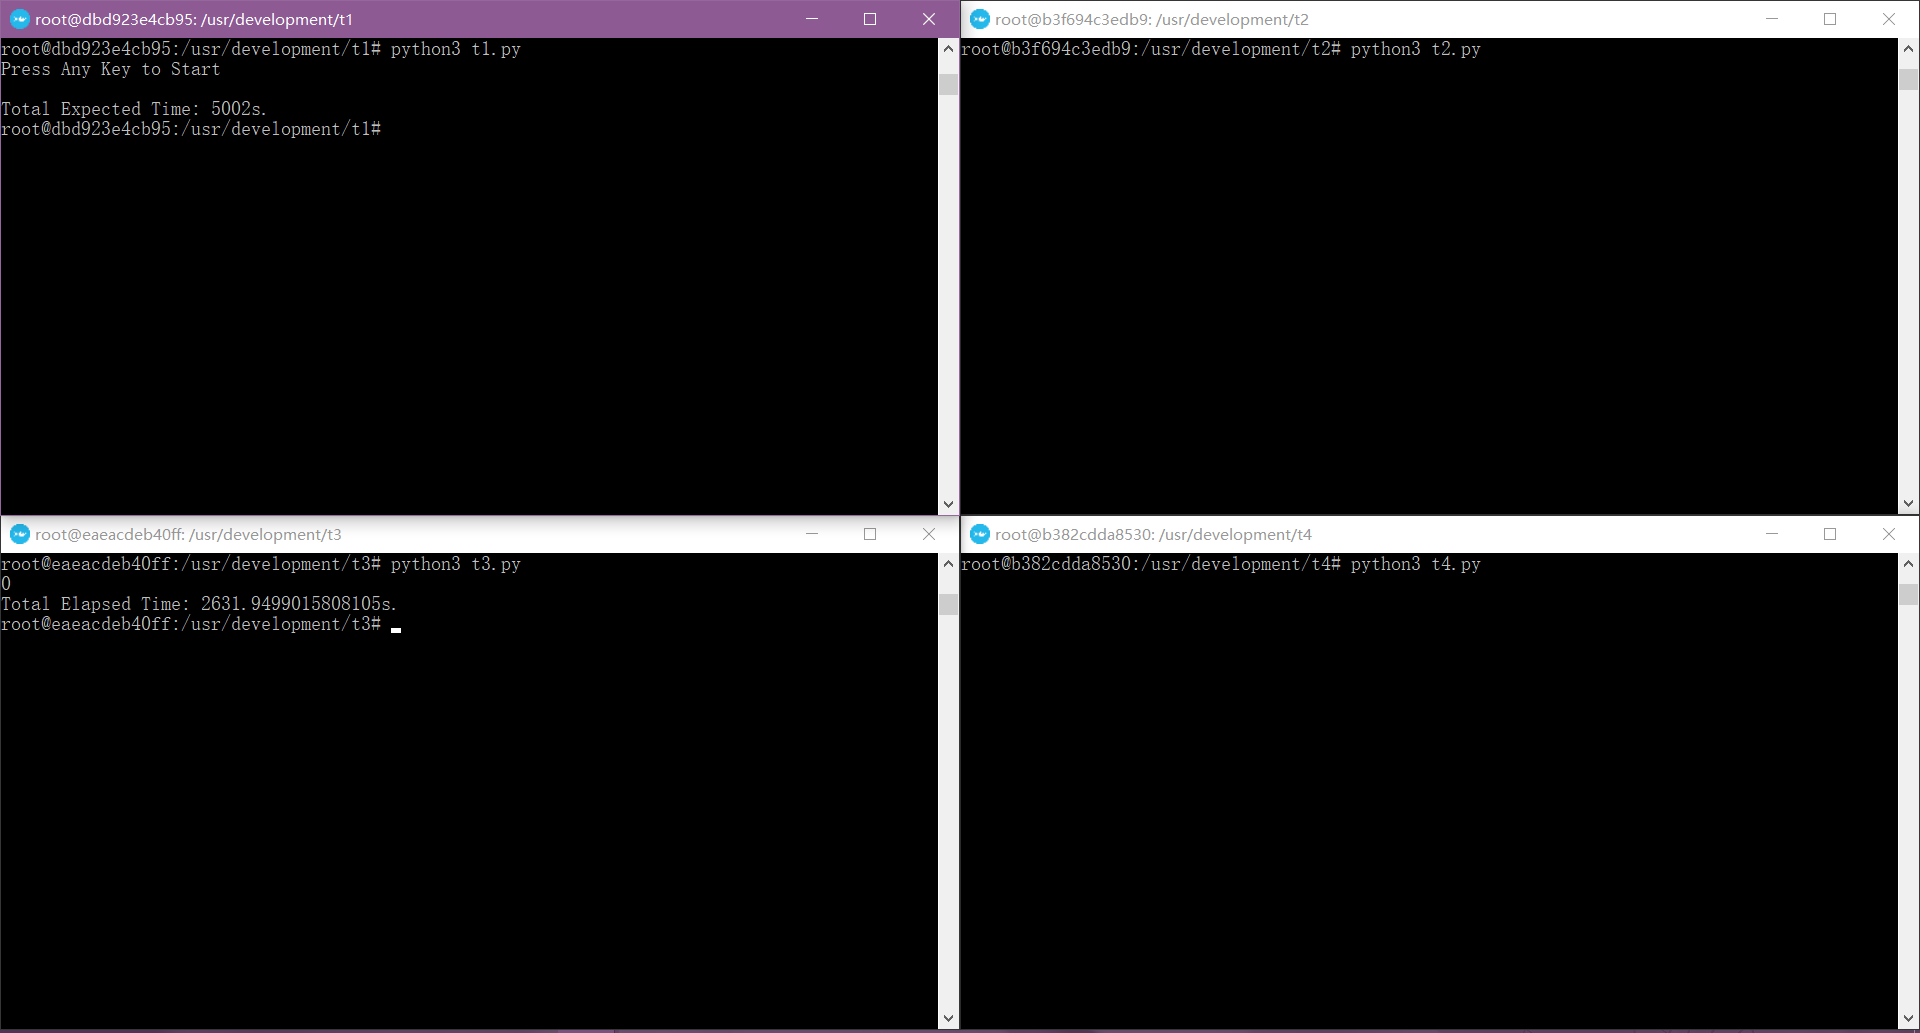 root@dbd923e4cb95: /usr/development/t1
root@dbd923e4cb95:/usr/development/t1# python3 t1.py
Press Any Key to Start
Total Expected Time: 5002s.
root@dbd923e4cb95:/usr/development/t1#
root@b3f694c3edb9: /usr/development/t2
root@b3f694c3edb9:/usr/development/t2# python3 t2.py
root@eaeacdeb40ff: /usr/development/t3
root@eaeacdeb40ff:/usr/development/t3# python3 t3.py
0
Total Elapsed Time: 2631.9499015808105s.
root@eaeacdeb40ff:/usr/development/t3#
root@b382cdda8530: /usr/development/t4
root@b382cdda8530:/usr/development/t4# python3 t4.py